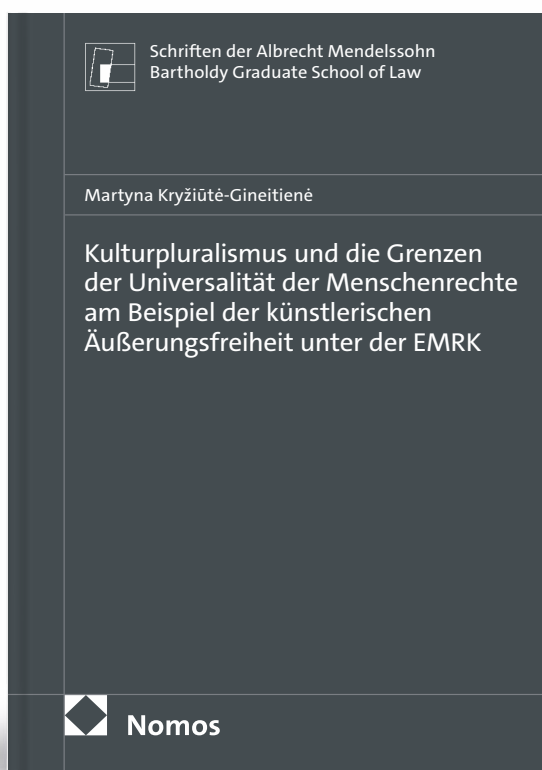 Schriften der Albrecht Mendelssohn
Bartholdy Graduate School of Law
Martyna Kryžiūtė-Gineitienė
Kulturpluralismus und die Grenzen
der Universalität der Menschenrechte
am Beispiel der künstlerischen
Äußerungsfreiheit unter der EMRK
Nomos